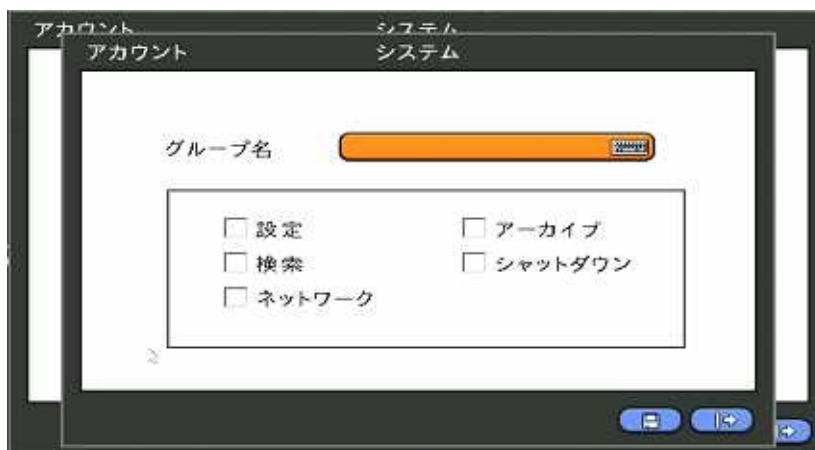 アカウント システム
アカウント システム
グループ名
設定 アーカイブ
検索 シャットダウン
ネットワーク